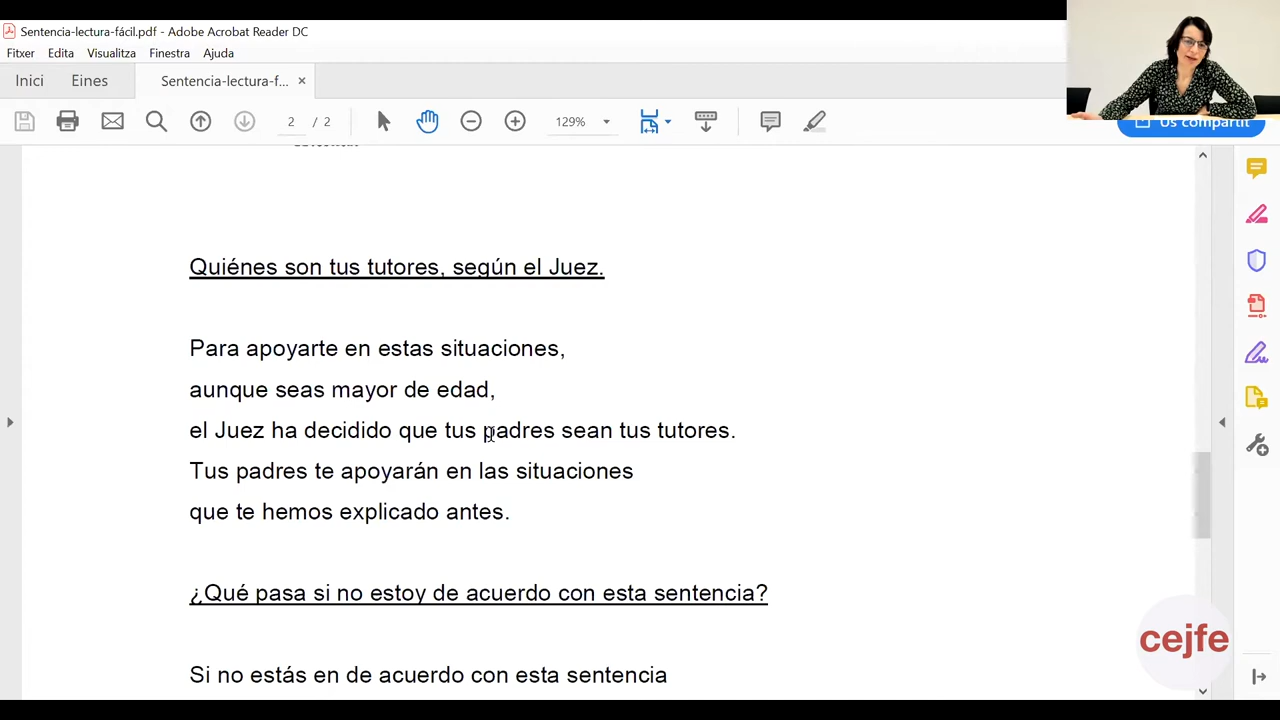 Sentencia-lectura-fácil.pdf - Adobe Acrobat Reader DC
Fitxer Edita Visualitza Finestra Ajuda
Inici Eines Sentencia-lectura-f... ×
2 / 2 129%
Us compartit
Quiénes son tus tutores, según el Juez.
Para apoyarte en estas situaciones,
aunque seas mayor de edad,
el Juez ha decidido que tus padres sean tus tutores.
Tus padres te apoyarán en las situaciones
que te hemos explicado antes.
¿Qué pasa si no estoy de acuerdo con esta sentencia?
Si no estás en de acuerdo con esta sentencia
cejfe